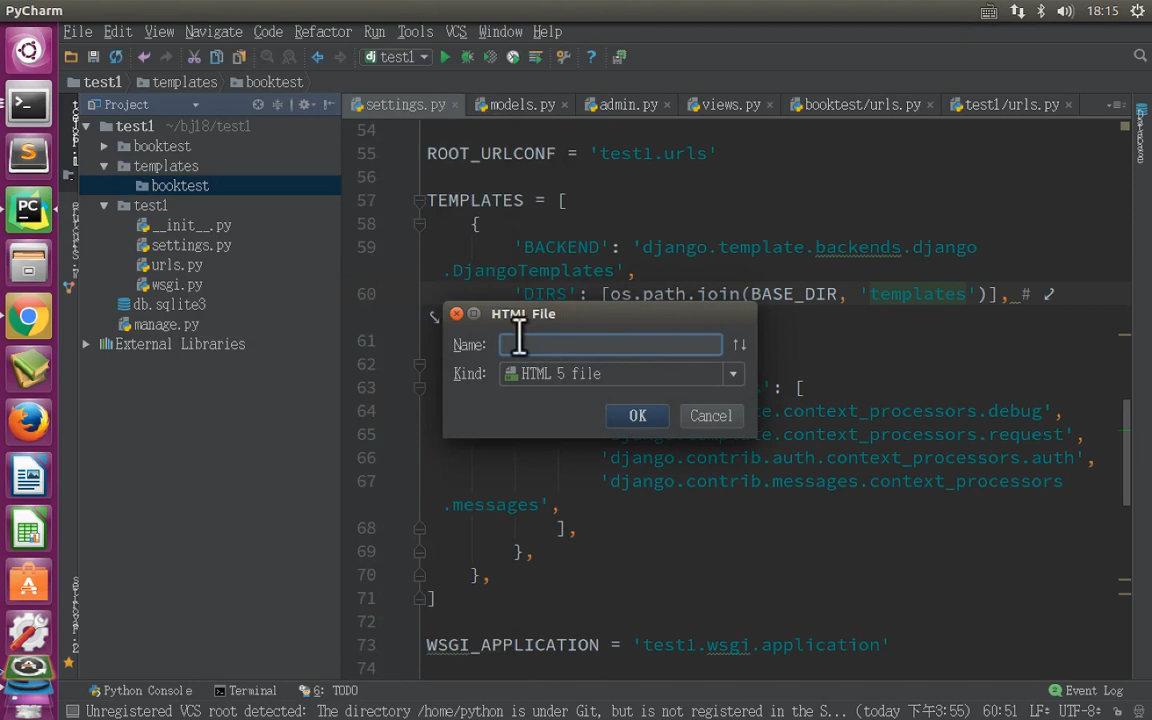 PyCharm
18:15
File Edit View Navigate Code Refactor Run Tools VCS Window Help
dj test1
test1 templates booktest
Project
settings.py models.py admin.py views.py booktest/urls.py test1/urls.py
test1 ~/bj18/test1
booktest
templates
booktest
test1
__init__.py
settings.py
urls.py
wsgi.py
db.sqlite3
manage.py
External Libraries
54
55 ROOT_URLCONF = 'test1.urls'
56
57 TEMPLATES = [
58 {
59 'BACKEND': 'django.template.backends.django
.DjangoTemplates',
60 'DIRS': [os.path.join(BASE_DIR, 'templates')], #
61
62
63 : [
64 .context_processors.debug',
65 .context_processors.request',
66 'django.contrib.auth.context_processors.auth',
67 'django.contrib.messages.context_processors
.messages',
68 ],
69 },
70 },
71 ]
72
73 WSGI_APPLICATION = 'test1.wsgi.application'
74
HTML File
Name:
Kind: HTML 5 file
OK Cancel
Python Console Terminal 6: TODO Event Log
Unregistered VCS root detected: The directory /home/python is under Git, but is not registered in the S... (today 下午3:55) 60:51 LF÷ UTF-8÷